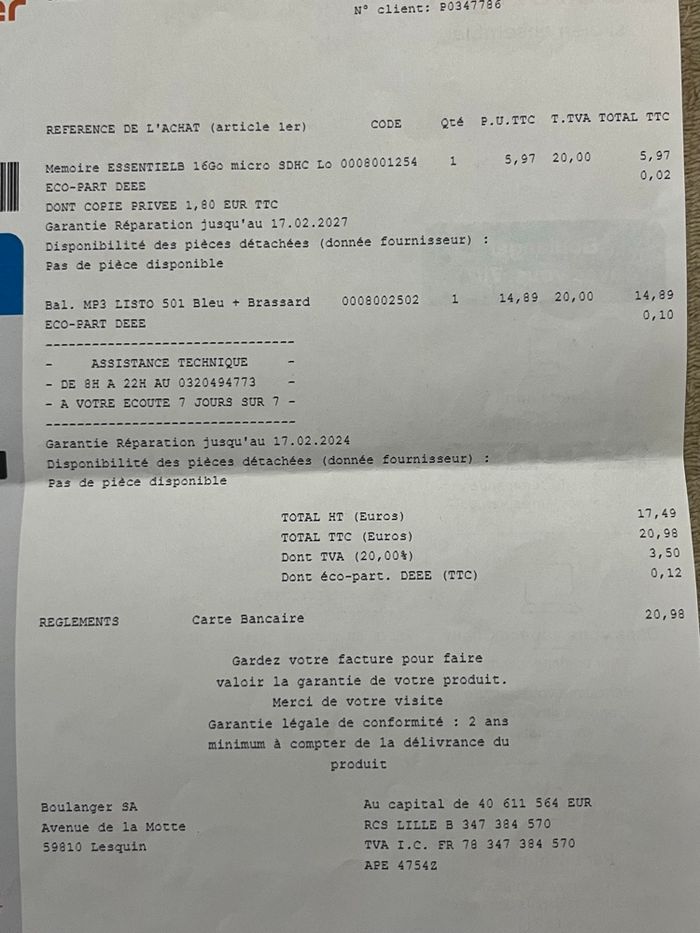 er
N° client: P0347786
REFERENCE DE L'ACHAT (article 1er) CODE Qté P.U.TTC T.TVA TOTAL TTC
Memoire ESSENTIELB 16Go micro SDHC Lo 0008001254 1 5,97 20,00 5,97
ECO-PART DEEE 0,02
DONT COPIE PRIVEE 1,80 EUR TTC
Garantie Réparation jusqu'au 17.02.2027
Disponibilité des pièces détachées (donnée fournisseur) :
Pas de pièce disponible
Bal. MP3 LISTO 501 Bleu + Brassard 0008002502 1 14,89 20,00 14,89
ECO-PART DEEE 0,10
--------------------------------
- ASSISTANCE TECHNIQUE -
- DE 8H A 22H AU 0320494773 -
- A VOTRE ECOUTE 7 JOURS SUR 7 -
--------------------------------
Garantie Réparation jusqu'au 17.02.2024
Disponibilité des pièces détachées (donnée fournisseur) :
Pas de pièce disponible
TOTAL HT (Euros) 17,49
TOTAL TTC (Euros) 20,98
Dont TVA (20,00%) 3,50
Dont éco-part. DEEE (TTC) 0,12
REGLEMENTS Carte Bancaire 20,98
Gardez votre facture pour faire
valoir la garantie de votre produit.
Merci de votre visite
Garantie légale de conformité : 2 ans
minimum à compter de la délivrance du
produit
Boulanger SA Au capital de 40 611 564 EUR
Avenue de la Motte RCS LILLE B 347 384 570
59810 Lesquin TVA I.C. FR 78 347 384 570
APE 4754Z